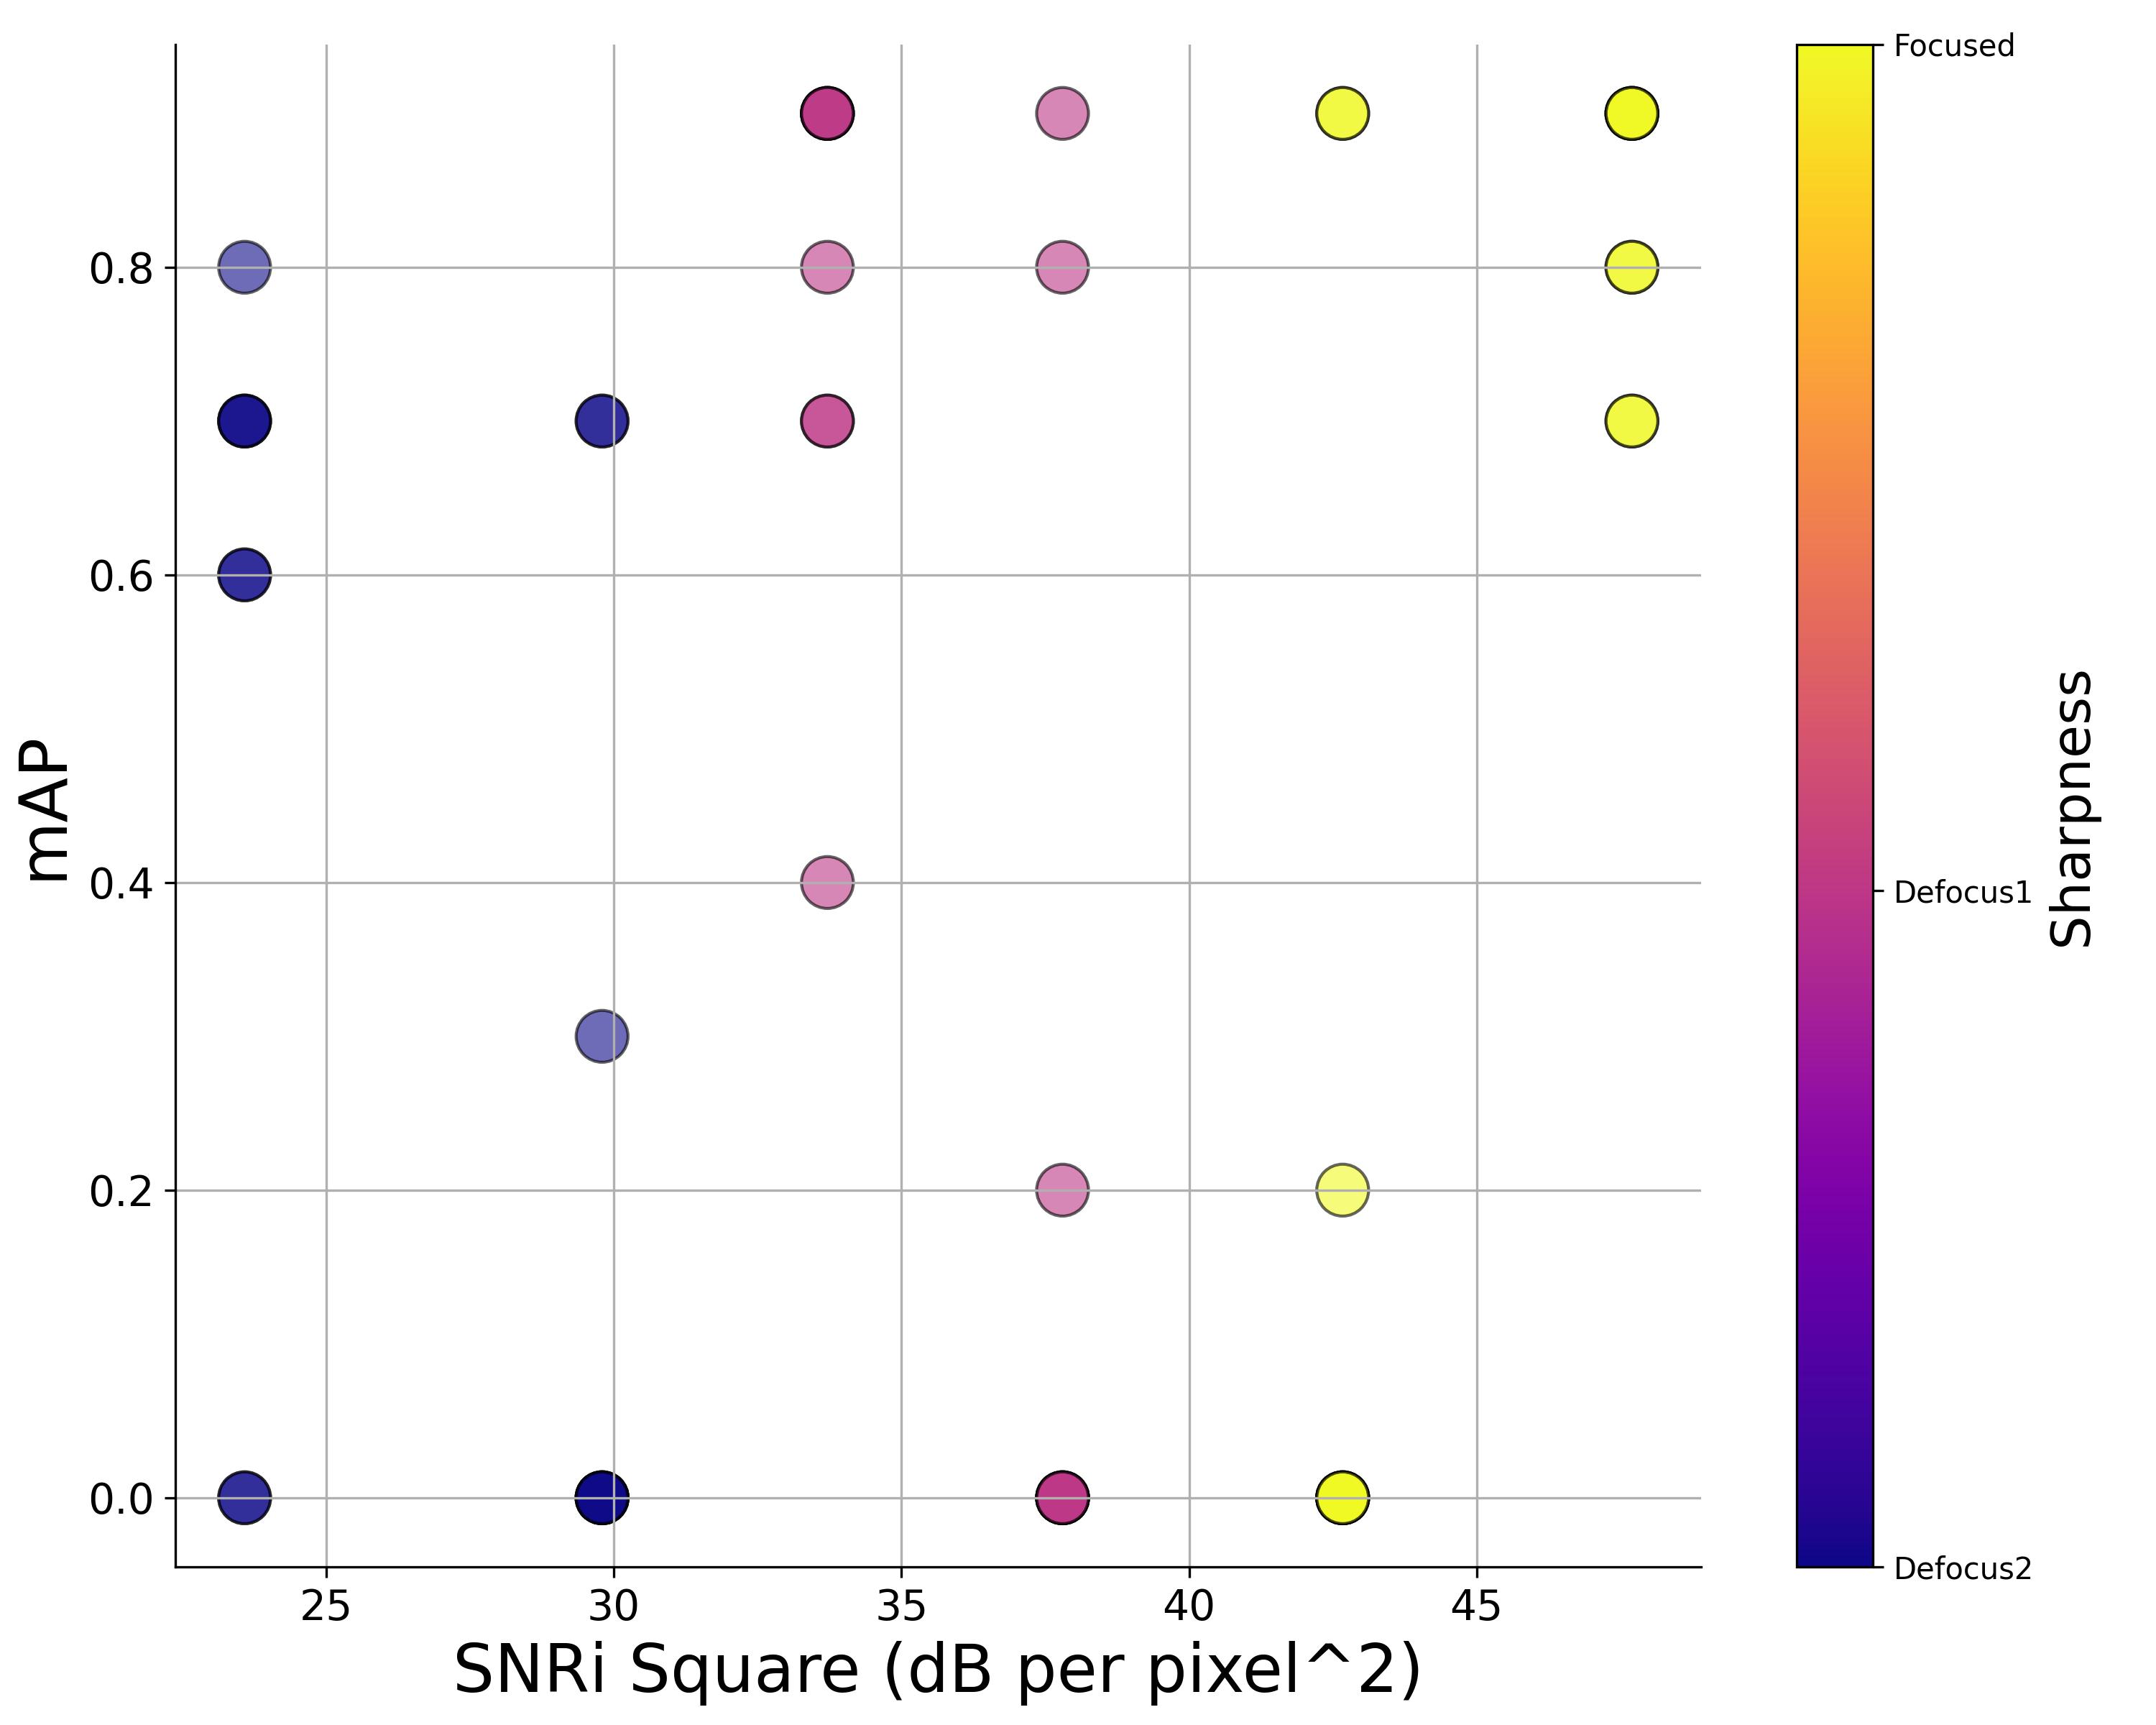 Focused
0.8
0.6
mAP
Sharpness
0.4
Defocus1
0.2
0.0
Defocus2
25
30
35
40
45
SNRi Square (dB per pixel^2)